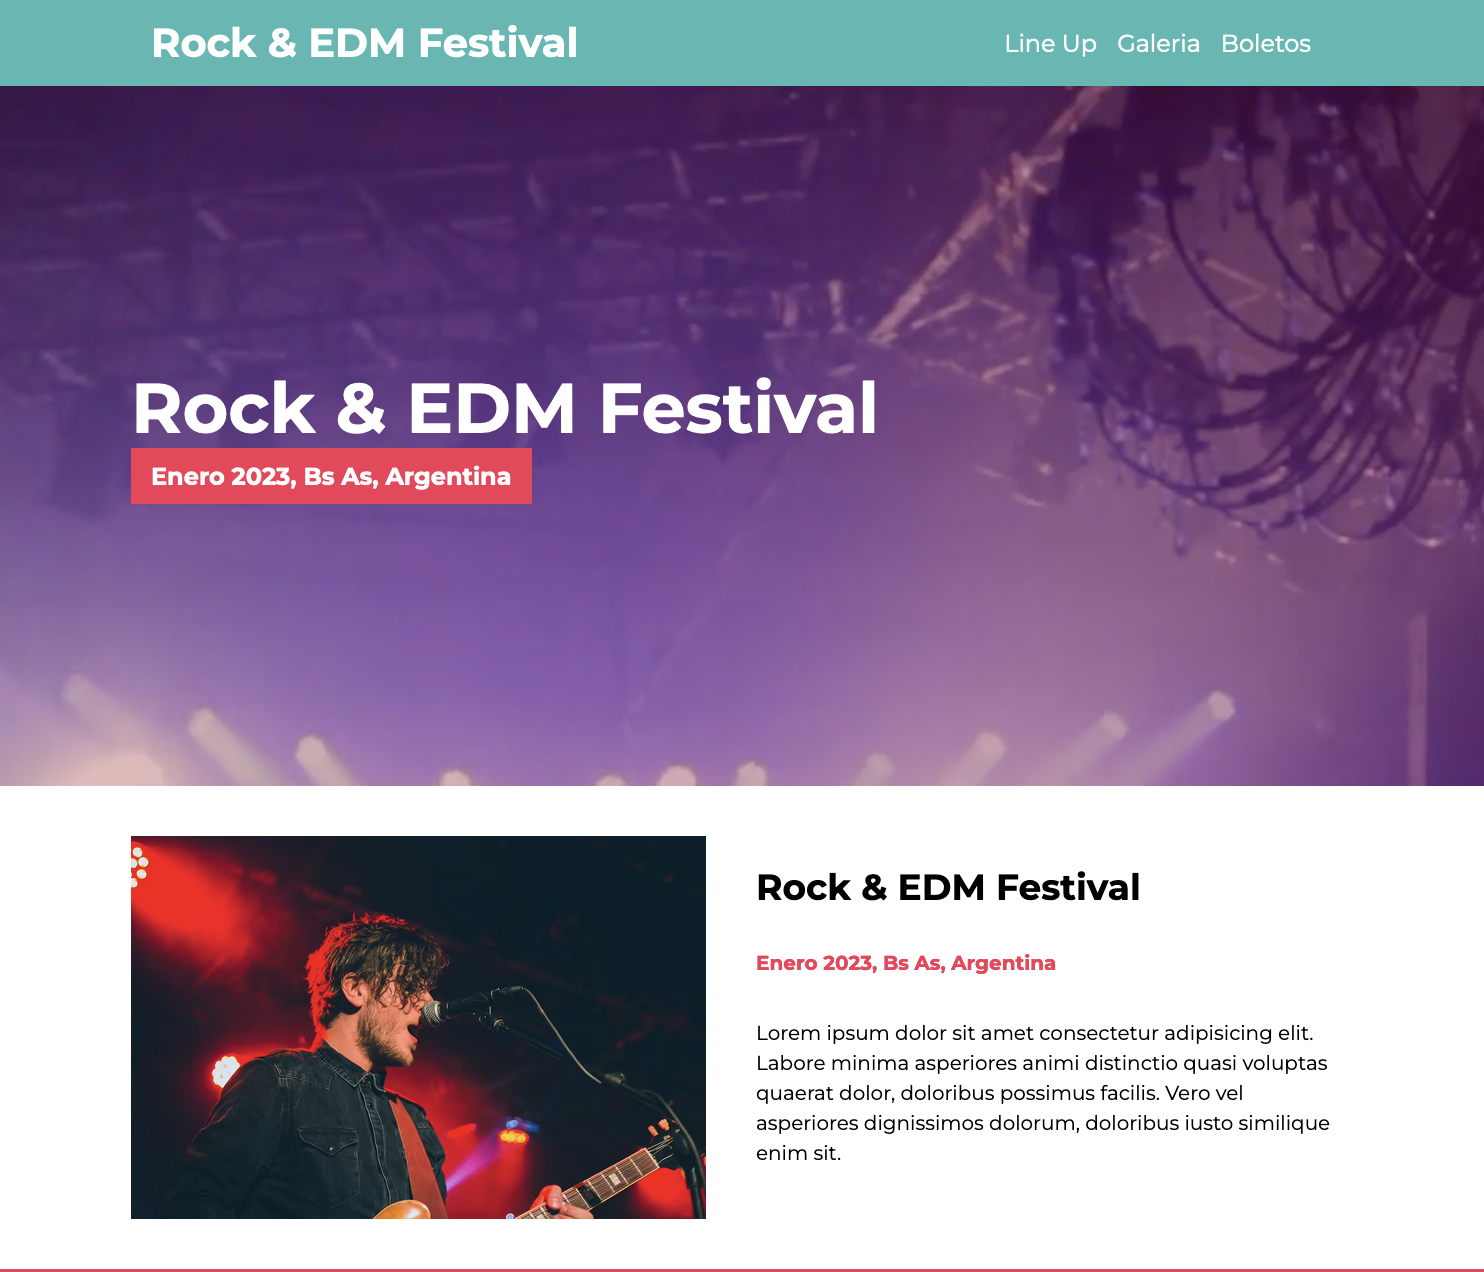 Rock & EDM Festival
Line Up Galeria Boletos
Rock & EDM Festival
Enero 2023, Bs As, Argentina
Rock & EDM Festival
Enero 2023, Bs As, Argentina
Lorem ipsum dolor sit amet consectetur adipisicing elit.
Labore minima asperiores animi distinctio quasi voluptas
quaerat dolor, doloribus possimus facilis. Vero vel
asperiores dignissimos dolorum, doloribus iusto similique
enim sit.